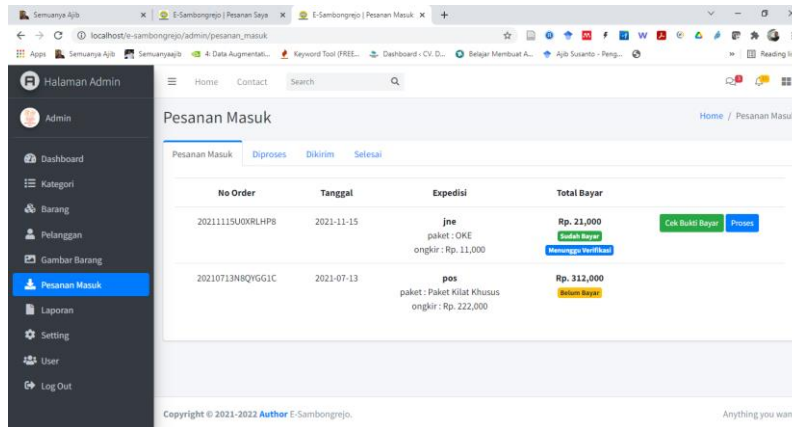 Semuanya Ajib
E-Sambongrejo | Pesanan Saya
E-Sambongrejo | Pesanan Masuk
localhost/e-sambongrejo/admin/pesanan_masuk
Apps Semuanya Ajib Semuanyaajib 4: Data Augmentati... Keyword Tool (FREE... Dashboard - CV. D... Belajar Membuat A... Ajib Susanto - Peng... Reading li
Halaman Admin
Home Contact Search
Admin
Pesanan Masuk
Home / Pesanan Masu
Dashboard
Kategori
Barang
Pelanggan
Gambar Barang
Pesanan Masuk
Laporan
Setting
User
Log Out
Pesanan Masuk Diproses Dikirim Selesai
No Order Tanggal Expedisi Total Bayar
20211115U0XRLHP8 2021-11-15 jne Rp. 21,000 Cek Bukti Bayar Proses
paket : OKE Sudah Bayar
ongkir : Rp. 11,000 Menunggu Verifikasi
20210713N8QYGG1C 2021-07-13 pos Rp. 312,000
paket : Paket Kilat Khusus Belum Bayar
ongkir : Rp. 222,000
Copyright © 2021-2022 Author E-Sambongrejo. Anything you wan